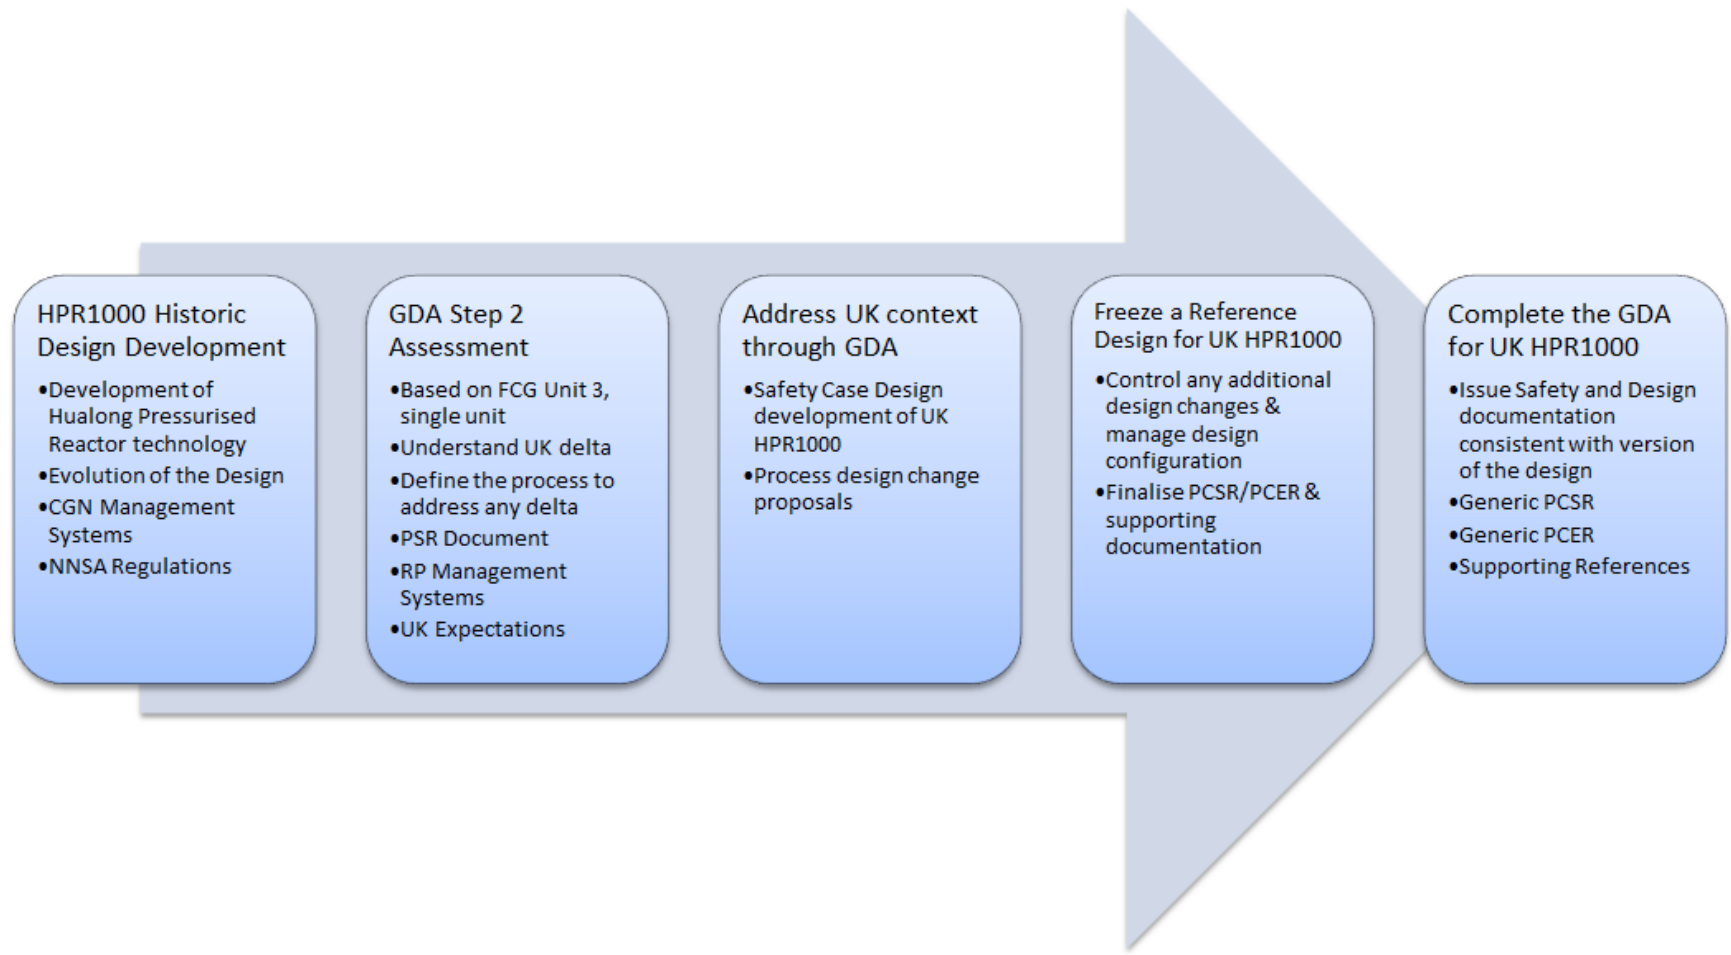 HPR1000 Historic
Design Development
•Development of
Hualong Pressurised
Reactor technology
•Evolution of the Design
•CGN Management
Systems
•NNSA Regulations
GDA Step 2
Assessment
•Based on FCG Unit 3,
single unit
•Understand UK delta
•Define the process to
address any delta
•PSR Document
•RP Management
Systems
•UK Expectations
Address UK context
through GDA
•Safety Case Design
development of UK
HPR1000
•Process design change
proposals
Freeze a Reference
Design for UK HPR1000
•Control any additional
design changes &
manage design
configuration
•Finalise PCSR/PCER &
supporting
documentation
Complete the GDA
for UK HPR1000
•Issue Safety and Design
documentation
consistent with version
of the design
•Generic PCSR
•Generic PCER
•Supporting References